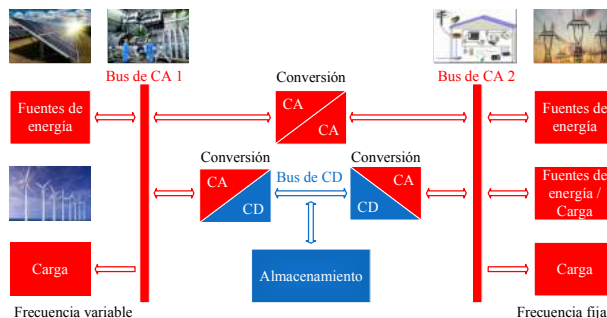 Bus de CA 1
Conversión
Bus de CA 2
Fuentes de
energía
CA
CA
Fuentes de
energía
Conversión
Bus de CD
Conversión
CA
CD
CA
CD
Fuentes de
energía /
Carga
Carga
Almacenamiento
Carga
Frecuencia variable
Frecuencia fija